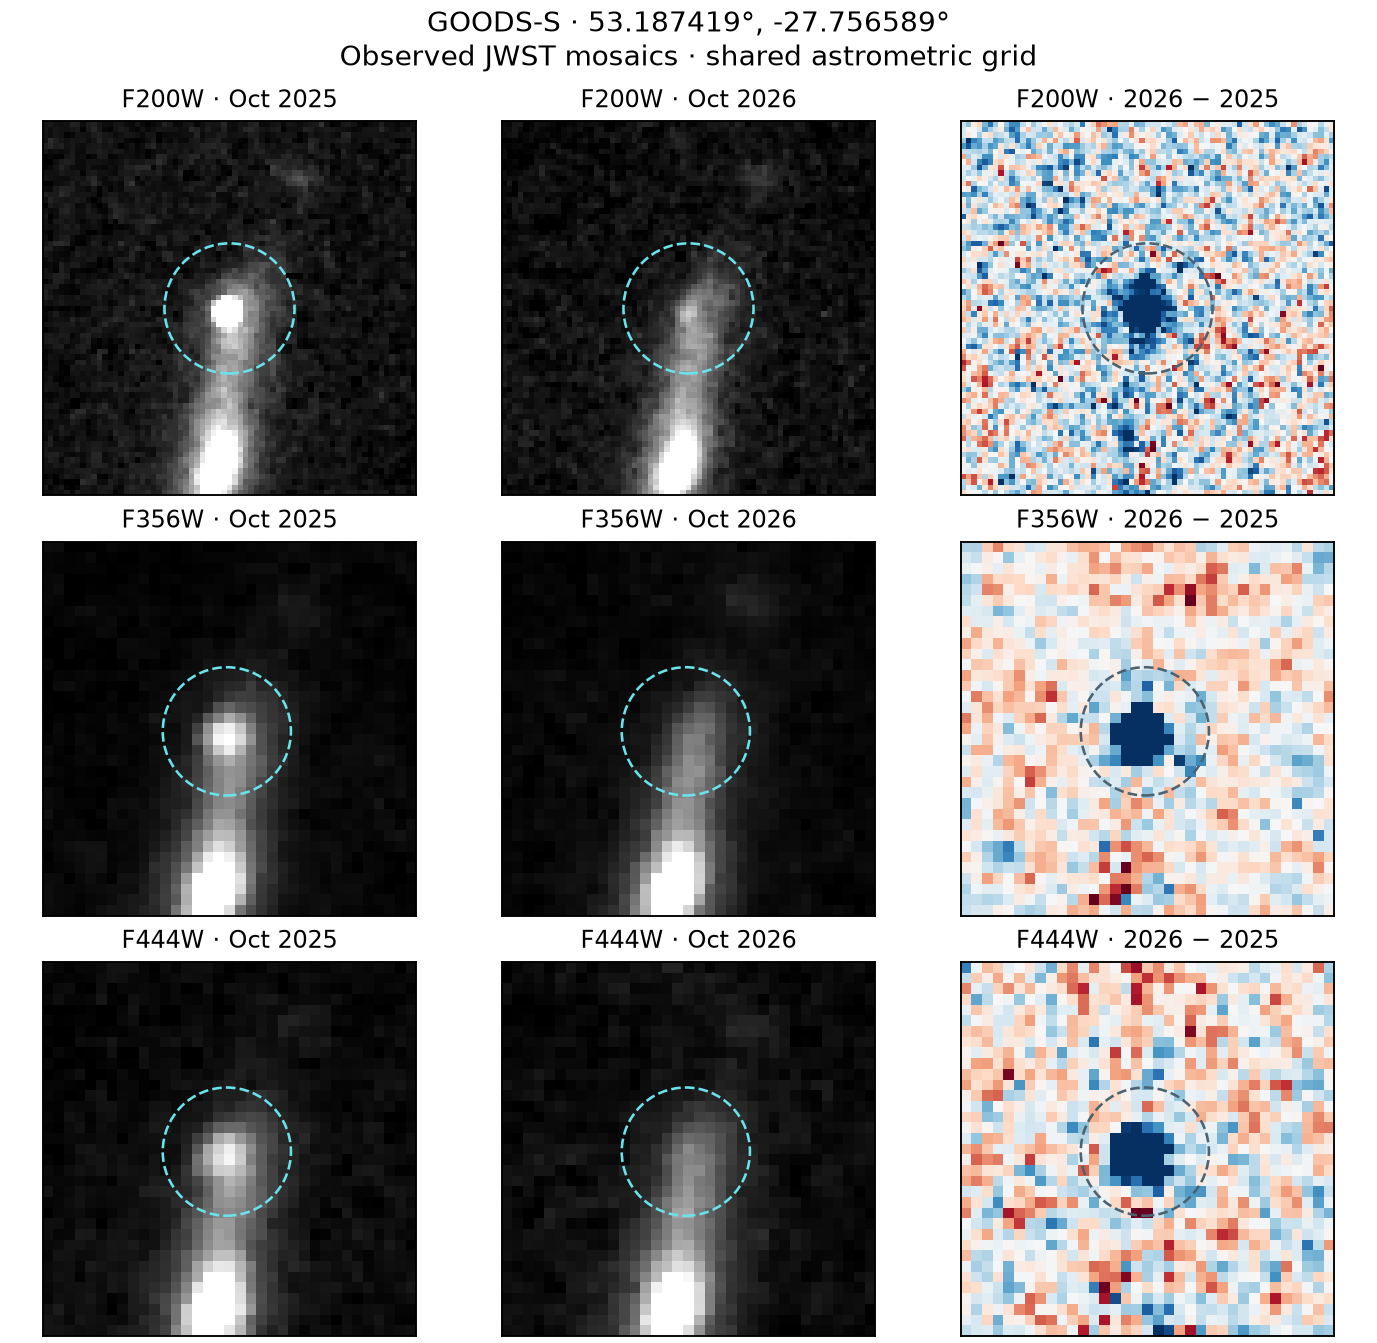 GOODS-S · 53.187419°, -27.756589°
Observed JWST mosaics · shared astrometric grid
F200W · Oct 2025
F200W · Oct 2026
F200W · 2026 − 2025
F356W · Oct 2025
F356W · Oct 2026
F356W · 2026 − 2025
F444W · Oct 2025
F444W · Oct 2026
F444W · 2026 − 2025